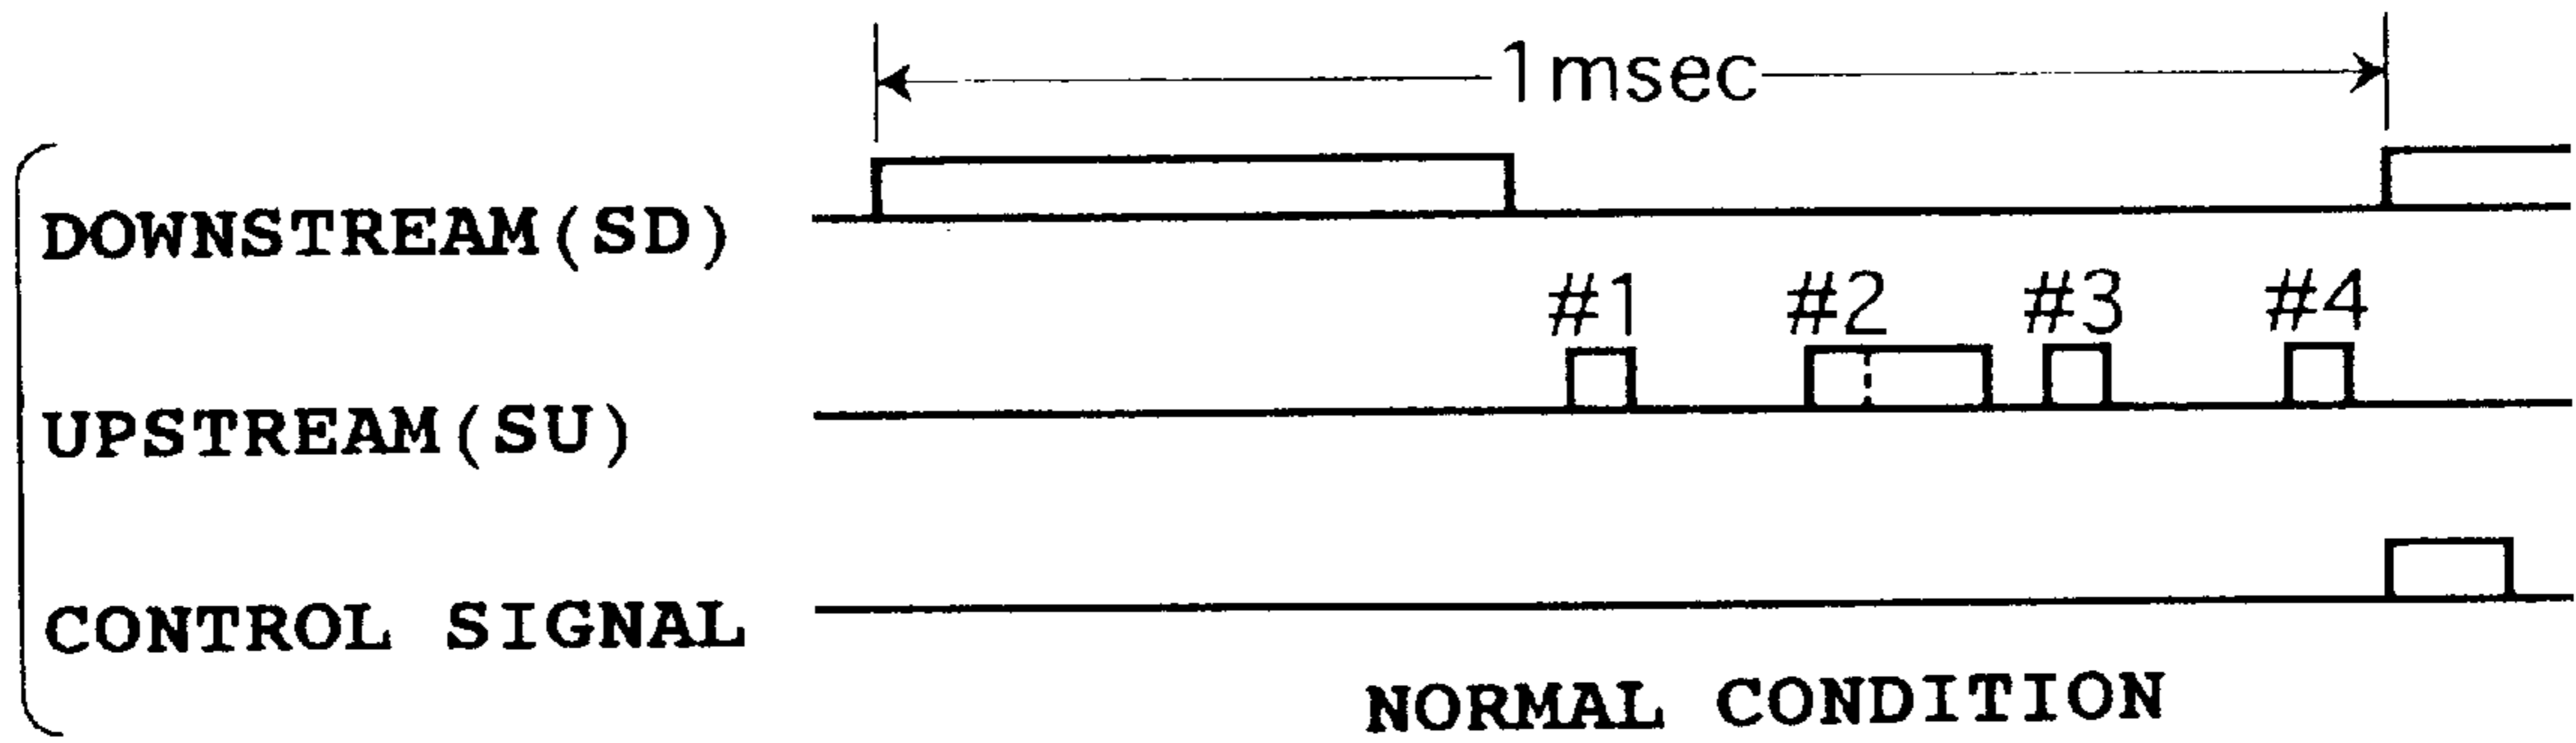 1msec
DOWNSTREAM(SD)
#1 #2 #3 #4
UPSTREAM(SU)
CONTROL SIGNAL
NORMAL CONDITION